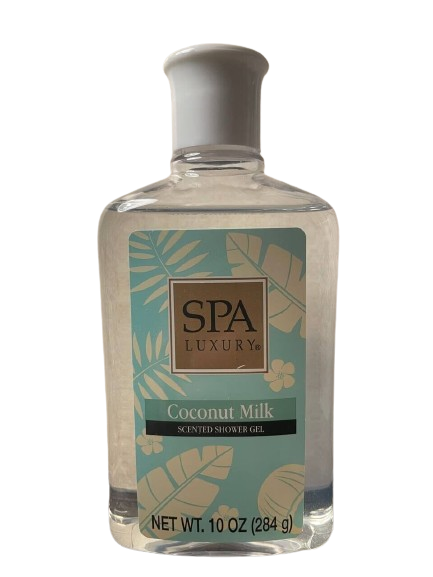 SPA
LUXURY®
Coconut Milk
SCENTED SHOWER GEL
NET WT. 10 OZ (284 g)